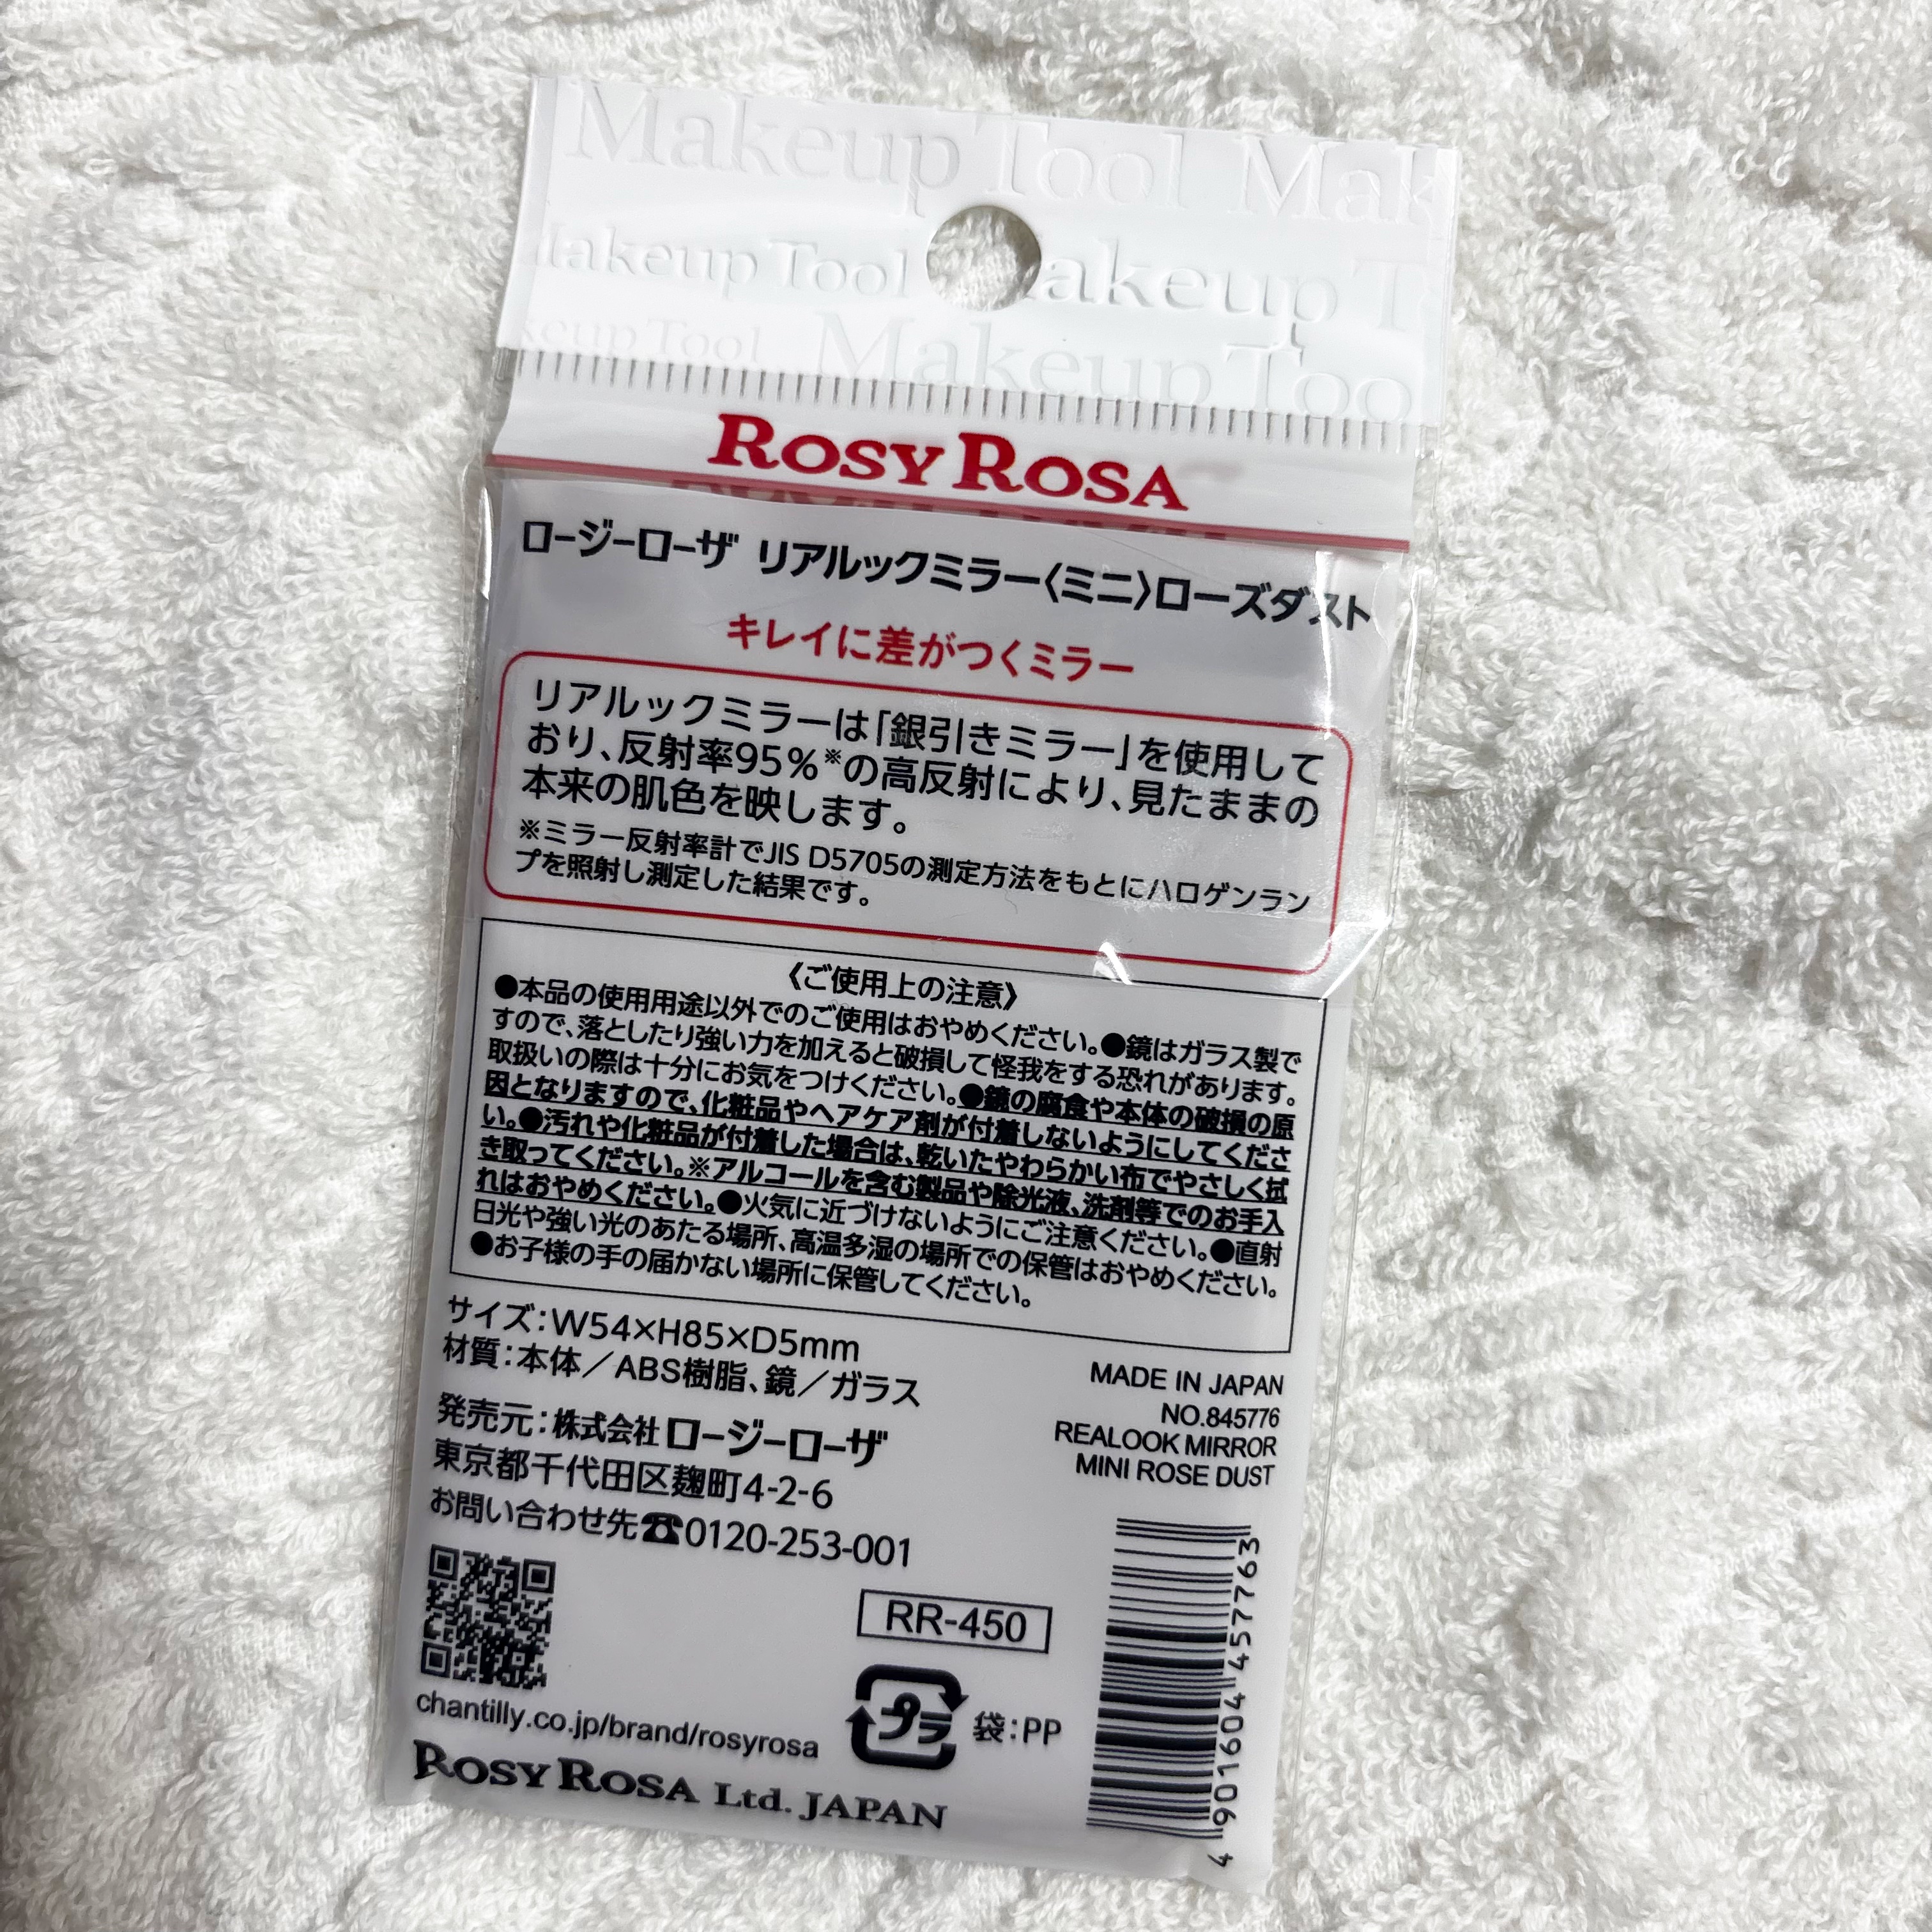 Makeup Tool Mak
akeup Tool akeup T
keup Tool Makeup Too
ROSY ROSA
ロージーローザ リアルックミラー〈ミニ〉ローズダスト
キレイに差がつくミラー
リアルックミラーは「銀引きミラー」を使用して
おり、反射率95%※の高反射により、見たままの
本来の肌色を映します。
※ミラー反射率計でJIS D5705の測定方法をもとにハロゲンラン
プを照射し測定した結果です。
《ご使用上の注意》
●本品の使用用途以外でのご使用はおやめください。●鏡はガラス製で
すので、落としたり強い力を加えると破損して怪我をする恐れがあります。
取扱いの際は十分にお気をつけください。●鏡の腐食や本体の破損の原
因となりますので、化粧品やヘアケア剤が付着しないようにしてくださ
い。●汚れや化粧品が付着した場合は、乾いたやわらかい布でやさしく拭
き取ってください。※アルコールを含む製品や除光液、洗剤等でのお手入
れはおやめください。●火気に近づけないようにご注意ください。●直射
日光や強い光のあたる場所、高温多湿の場所での保管はおやめください。
●お子様の手の届かない場所に保管してください。
サイズ：W54×H85×D5mm
材質：本体／ABS樹脂、鏡／ガラス
発売元：株式会社 ロージーローザ
東京都千代田区麹町4-2-6
お問い合わせ先☎0120-253-001
MADE IN JAPAN
NO.845776
REALOOK MIRROR
MINI ROSE DUST
RR-450
プラ 袋：PP
chantilly.co.jp/brand/rosyrosa
ROSY ROSA Ltd. JAPAN
4 901604 457763